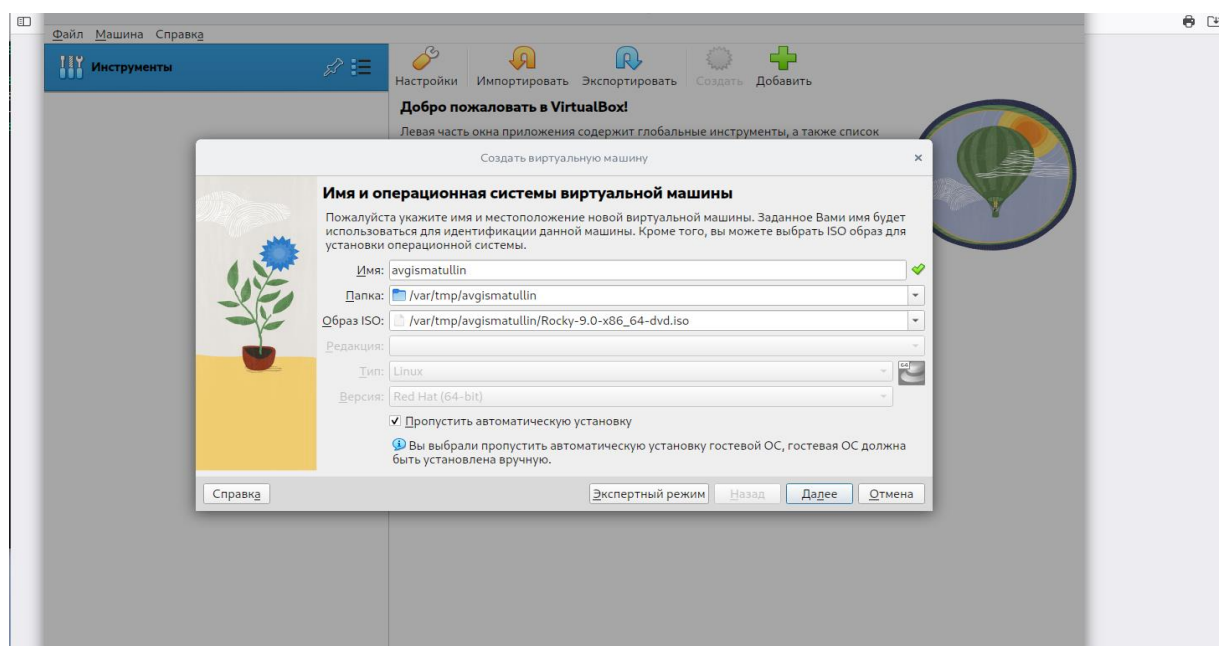 Файл Машина Справка
Инструменты
Настройки Импортировать Экспортировать Создать Добавить
Добро пожаловать в VirtualBox!
Левая часть окна приложения содержит глобальные инструменты, а также список
Создать виртуальную машину
Имя и операционная системы виртуальной машины
Пожалуйста укажите имя и местоположение новой виртуальной машины. Заданное Вами имя будет
использоваться для идентификации данной машины. Кроме того, вы можете выбрать ISO образ для
установки операционной системы.
Имя: avgismatullin
Папка: /var/tmp/avgismatullin
Образ ISO: /var/tmp/avgismatullin/Rocky-9.0-x86_64-dvd.iso
Редакция:
Тип: Linux
64
Версия: Red Hat (64-bit)
Пропустить автоматическую установку
Вы выбрали пропустить автоматическую установку гостевой ОС, гостевая ОС должна
быть установлена вручную.
Справка Экспертный режим Назад Далее Отмена